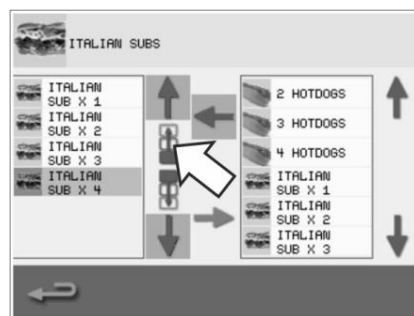 ITALIAN SUBS
ITALIAN
SUB X 1
ITALIAN
SUB X 2
ITALIAN
SUB X 3
ITALIAN
SUB X 4
2 HOTDOGS
3 HOTDOGS
4 HOTDOGS
ITALIAN
SUB X 1
ITALIAN
SUB X 2
ITALIAN
SUB X 3